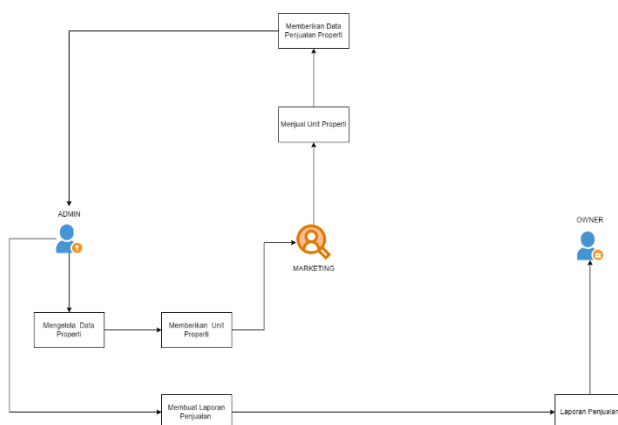 Memberikan Data
Penjualan Properti
Menjual Unit Properti
ADMIN
OWNER
MARKETING
Mengelola Data
Properti
Memberikan Unit
Properti
Membuat Laporan
Penjualan
Laporan Penjualan